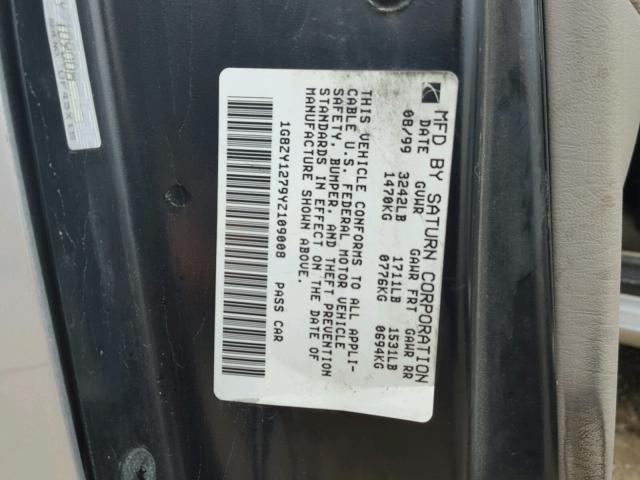 MFD BY SATURN CORPORATION
DATE GVWR GAWR FRT GAWR RR
08/99 3242LB 1711LB 1531LB
1470KG 0776KG 0694KG
THIS VEHICLE CONFORMS TO ALL APPLI-
CABLE U.S. FEDERAL MOTOR VEHICLE
SAFETY, BUMPER, AND THEFT PREVENTION
STANDARDS IN EFFECT ON THE DATE OF
MANUFACTURE SHOWN ABOVE.
1G8ZY1279YZ109008 PASS CAR